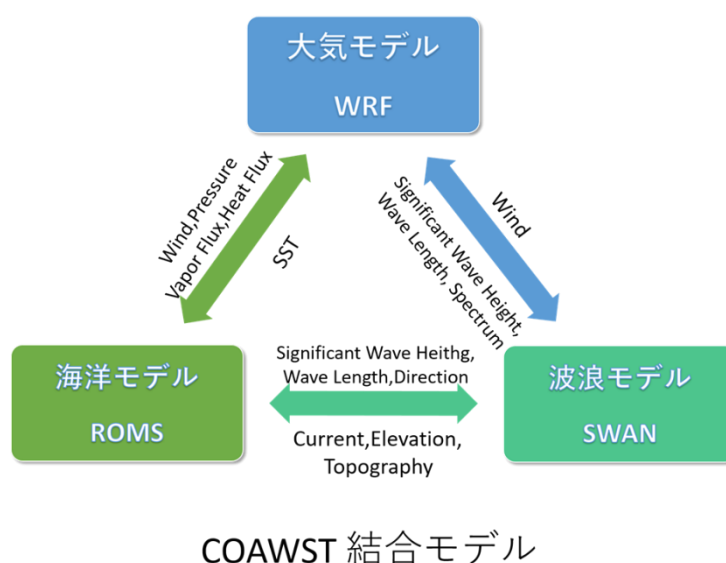 大気モデル
WRF
Wind,Pressure
Vapor Flux,Heat Flux
SST
Wind
Significant Wave Height,
Wave Length, Spectrum
海洋モデル
ROMS
Significant Wave Heithg,
Wave Length,Direction
Current,Elevation,
Topography
波浪モデル
SWAN
COAWST 結合モデル